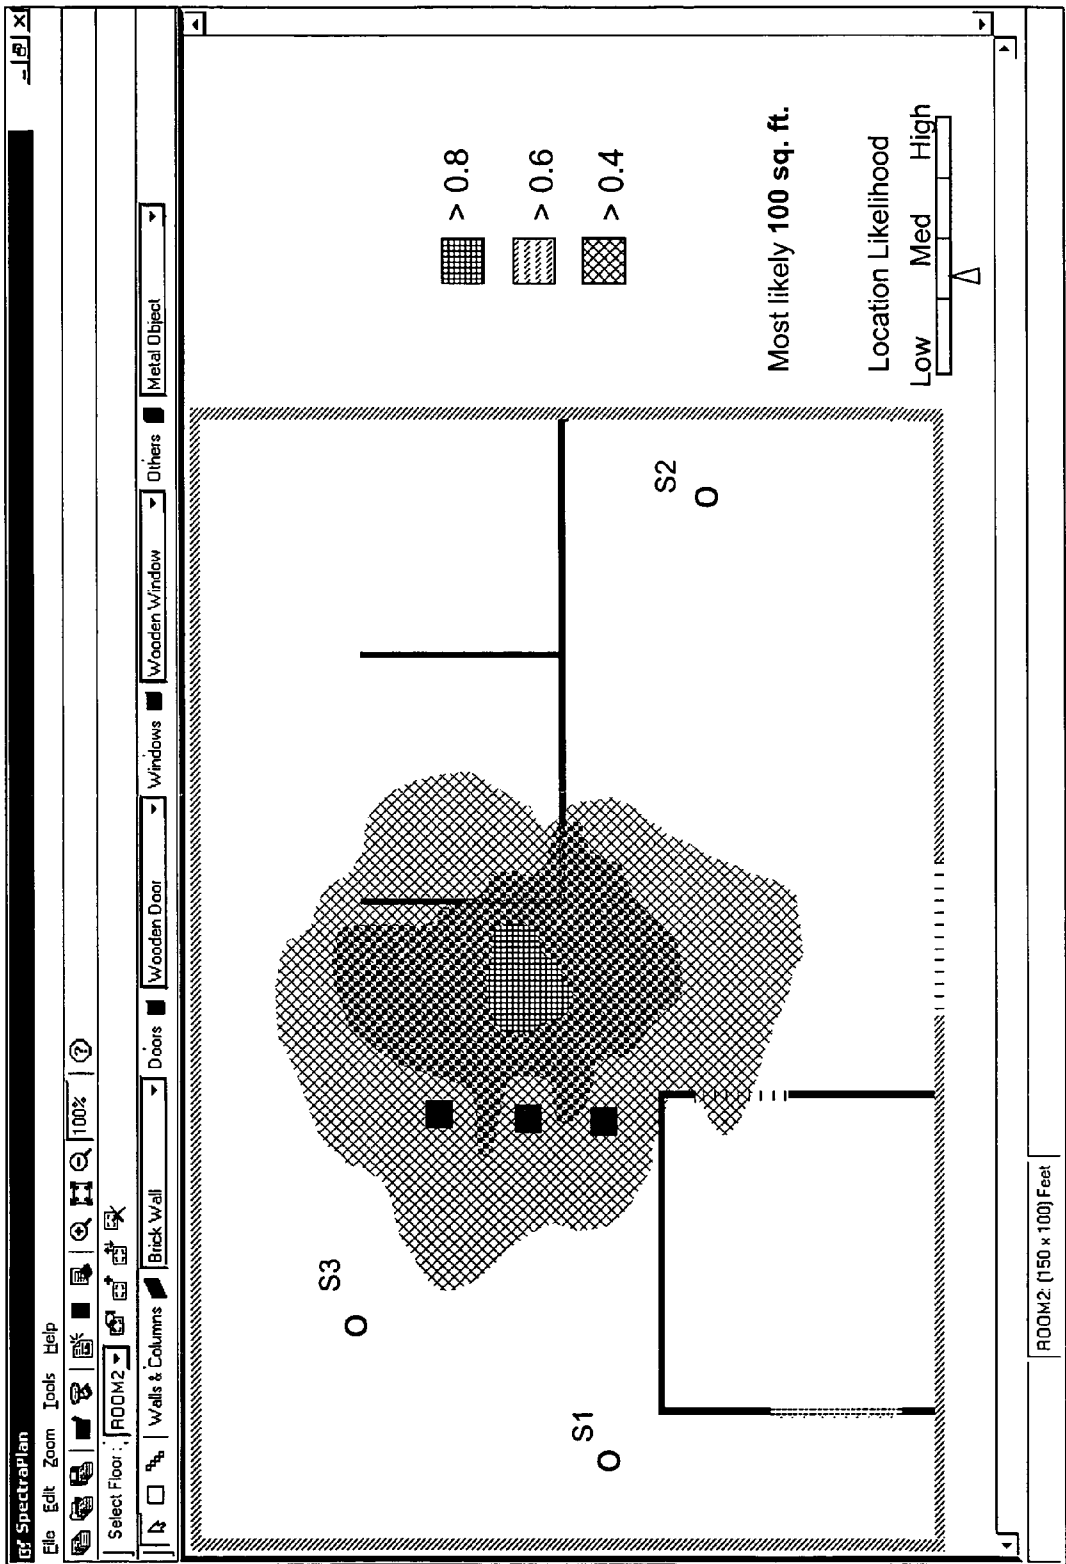 SpectraPlan
File Edit Zoom Tools Help
100%
Select Floor: ROOM2
Walls & Columns Brick Wall Doors Wooden Door Windows Wooden Window Others Metal Object
S3
S1
S2
> 0.8
> 0.6
> 0.4
Most likely 100 sq. ft.
Location Likelihood
Low Med High
ROOM2: (150 x 100) Feet